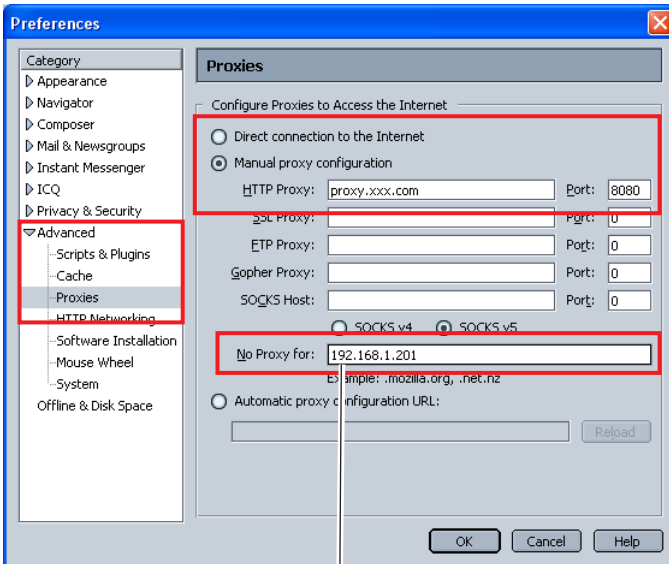 Preferences
Category
Appearance
Navigator
Composer
Mail & Newsgroups
Instant Messenger
ICQ
Privacy & Security
Advanced
Scripts & Plugins
Cache
Proxies
HTTP Networking
Software Installation
Mouse Wheel
System
Offline & Disk Space
Proxies
Configure Proxies to Access the Internet
Direct connection to the Internet
Manual proxy configuration
HTTP Proxy: proxy.xxx.com Port: 8080
SSL Proxy: Port: 0
FTP Proxy: Port: 0
Gopher Proxy: Port: 0
SOCKS Host: Port: 0
SOCKS v4 SOCKS v5
No Proxy for: 192.168.1.201
Example: .mozilla.org, .net.nz
Automatic proxy configuration URL:
Reload
OK Cancel Help